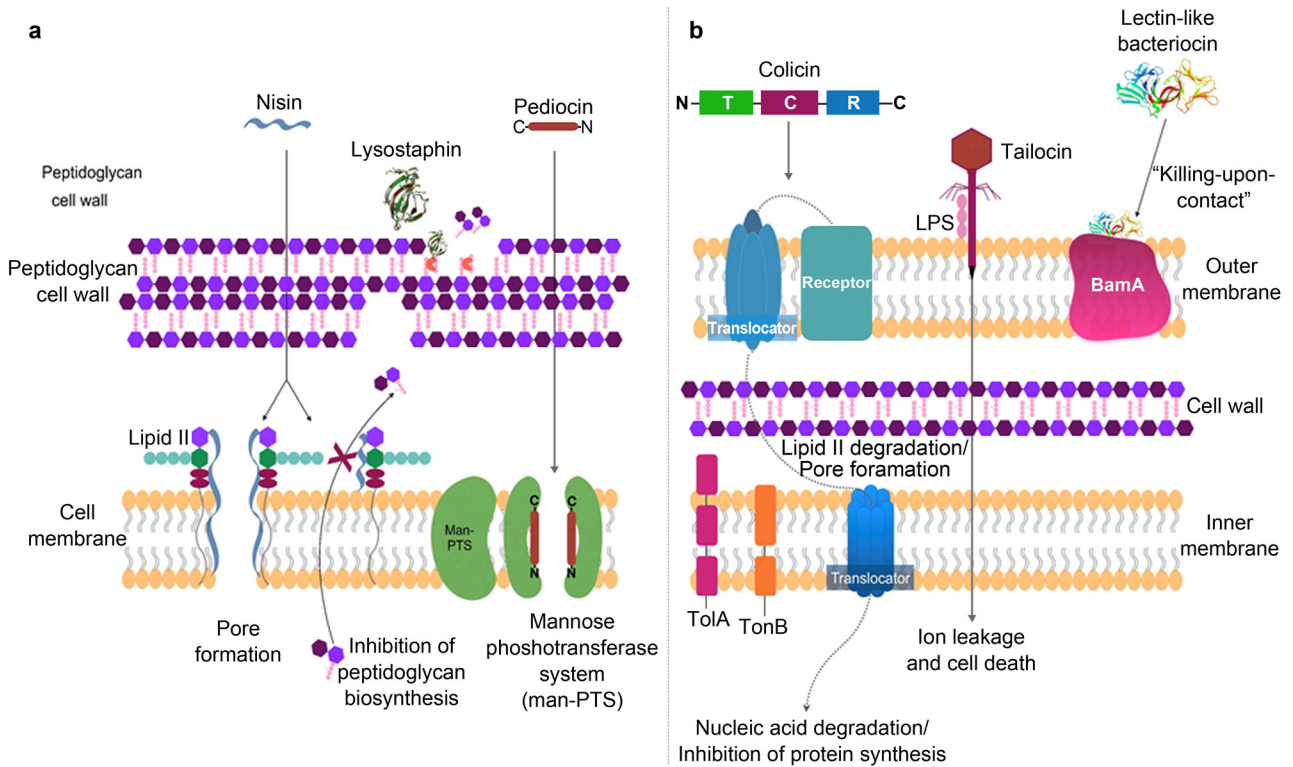 a
Nisin
Pediocin
C
N
Lysostaphin
Peptidoglycan
cell wall
Peptidoglycan
cell wall
Lipid II
Cell
membrane
Man-
PTS
C
C
N
N
Pore
formation
Inhibition of
peptidoglycan
biosynthesis
Mannose
phoshotransferase
system
(man-PTS)
b
Lectin-like
bacteriocin
Colicin
N
T
C
R
C
Tailocin
"Killing-upon-
contact"
LPS
Receptor
BamA
Outer
membrane
Translocator
Cell wall
Lipid II degradation/
Pore foramation
Inner
membrane
Translocator
TolA
TonB
Ion leakage
and cell death
Nucleic acid degradation/
Inhibition of protein synthesis